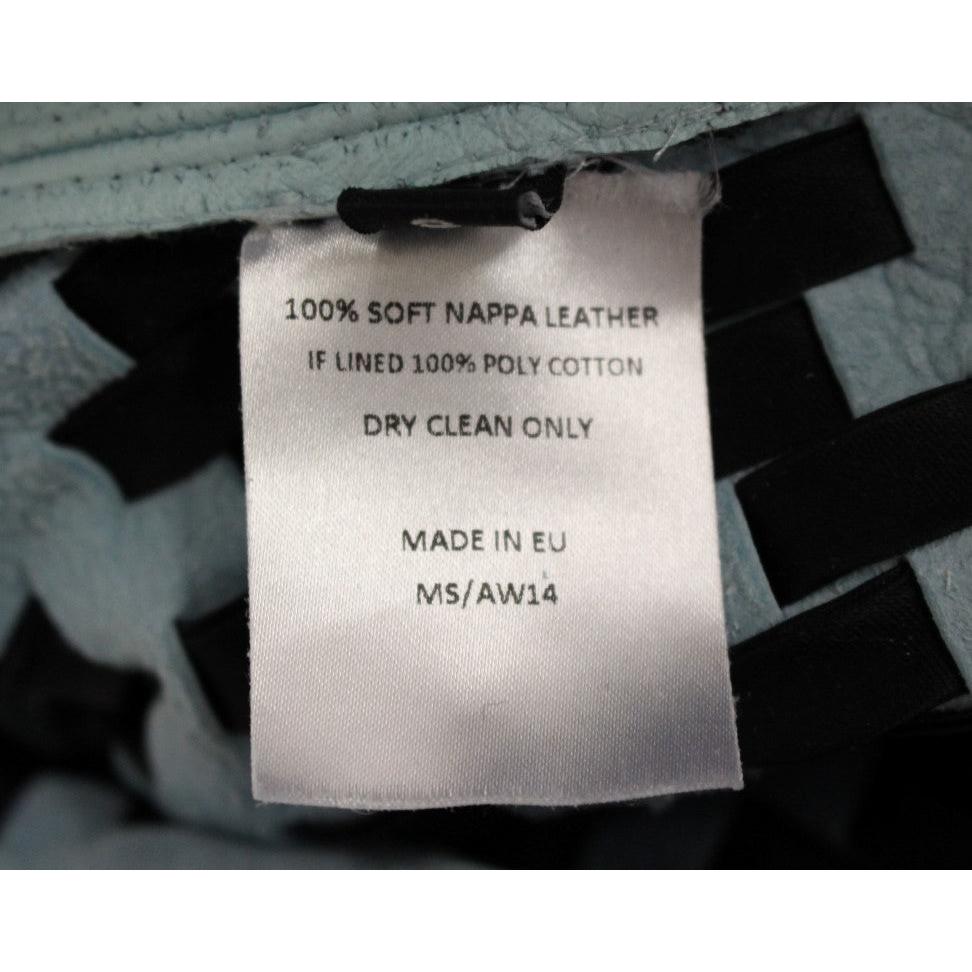 100% SOFT NAPPA LEATHER
IF LINED 100% POLY COTTON
DRY CLEAN ONLY
MADE IN EU
MS/AW14